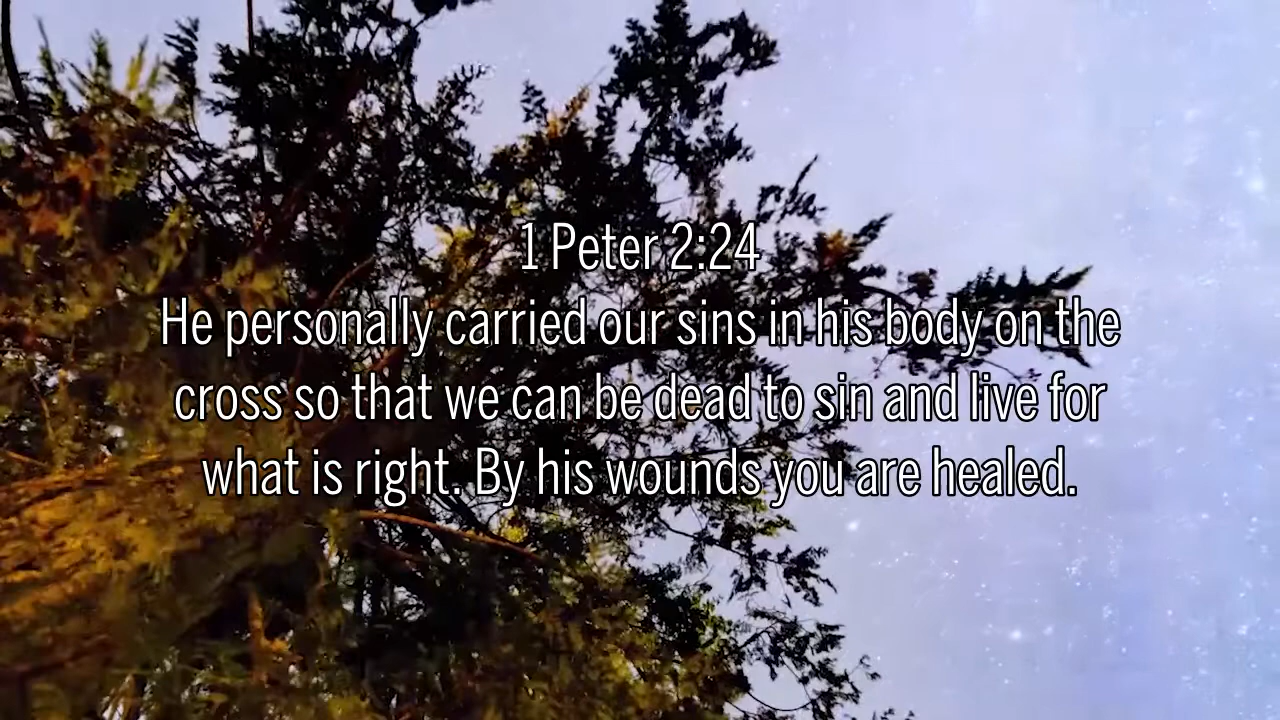 1 Peter 2:24
He personally carried our sins in his body on the
cross so that we can be dead to sin and live for
what is right. By his wounds you are healed.